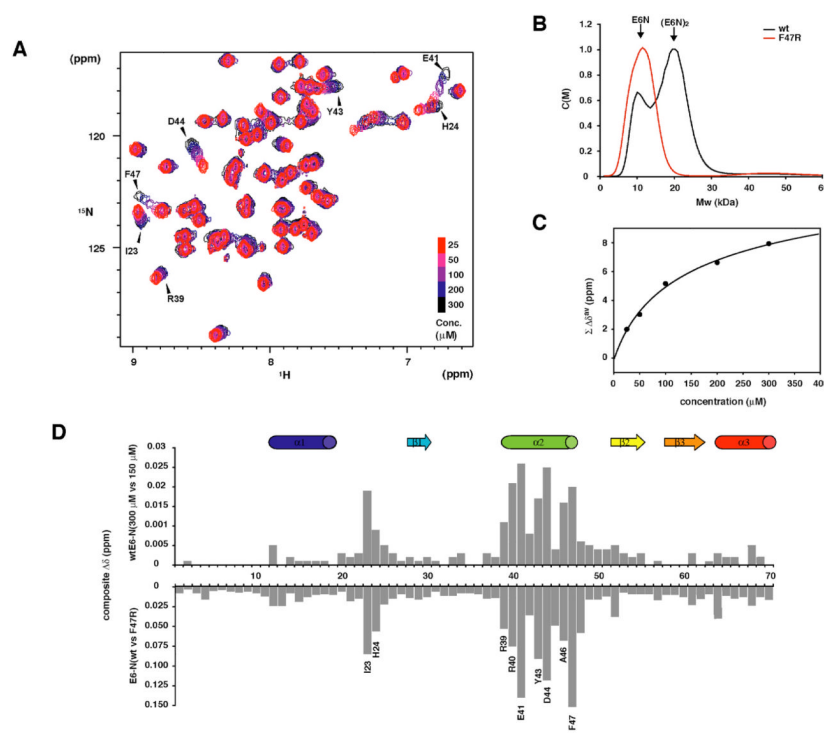 A
(ppm)
120
15N
125
9
8
7
1H
(ppm)
E41
Y43
H24
D44
F47
I23
R39
25
50
100
200
300
Conc.
(µM)
B
E6N
(E6N)2
wt
F47R
C(M)
1.2
1.0
0.8
0.6
0.4
0.2
0
0
10
20
30
40
50
60
Mw (kDa)
C
Σ Δδav (ppm)
8
6
4
2
0
0
50
100
150
200
250
300
350
40
concentration (µM)
D
α1
β1
α2
β2
β3
α3
composite Δδ (ppm)
wtE6-N(300 µM vs 150 µM)
0.03
0.025
0.02
0.015
0.01
0.005
0
10
20
30
40
50
60
70
E6-N(wt vs F47R)
0
0.025
0.050
0.075
0.100
0.125
0.150
I23
H24
R39
R40
E41
Y43
D44
A46
F47